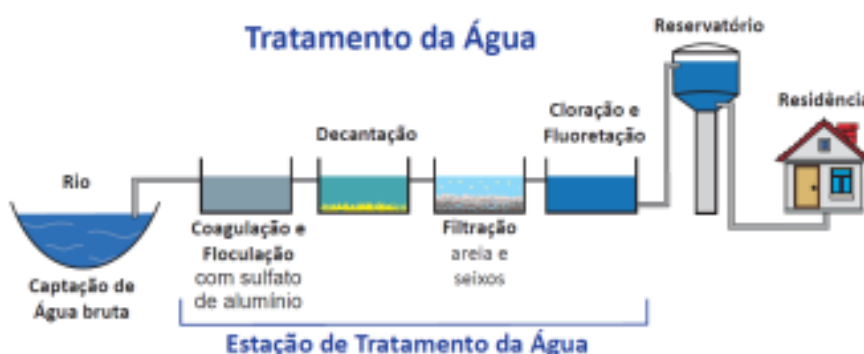 Tratamento da Água
Reservatório
Residência
Cloração e
Fluoretação
Decantação
Rio
Coagulação e
Floculação
com sulfato
de alumínio
Filtração
areia e
seixos
Captação de
Água bruta
Estação de Tratamento da Água